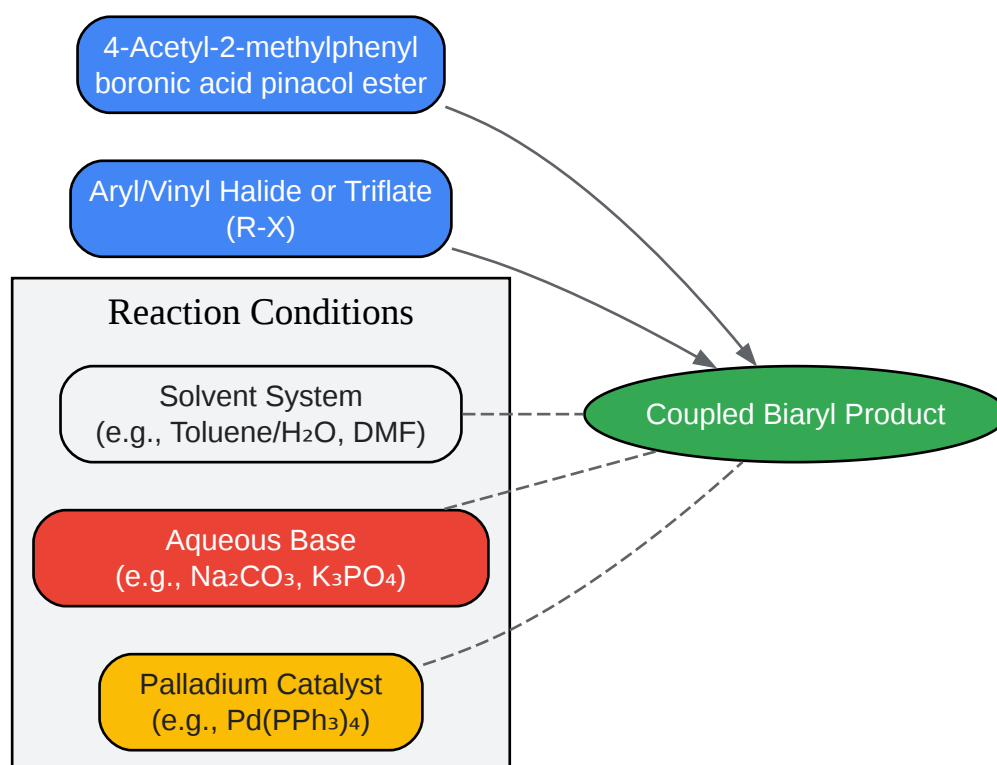 4-Acetyl-2-methylphenyl
boronic acid pinacol ester
Aryl/Vinyl Halide or Triflate
(R-X)
Reaction Conditions
Solvent System
(e.g., Toluene/H₂O, DMF)
Coupled Biaryl Product
Aqueous Base
(e.g., Na₂CO₃, K₃PO₄)
Palladium Catalyst
(e.g., Pd(PPh₃)₄)